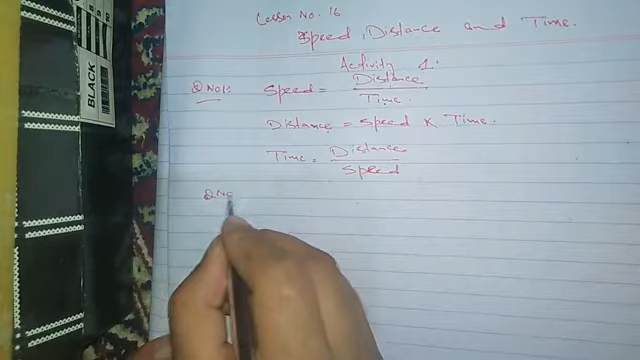 Lesson No. 16
Speed, Distance and Time.
Activity 1.
Q No1:- Speed = Distance
Time.
Distance = Speed x Time.
Time = Distance
Speed
Q No
BLACK